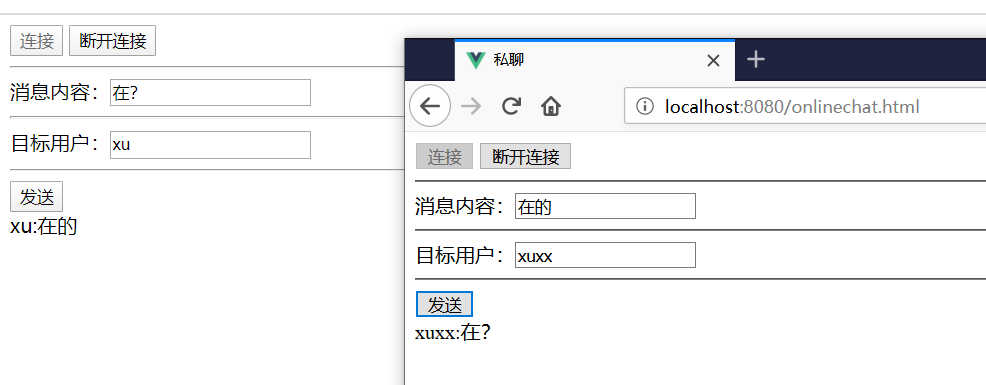 连接 断开连接
消息内容：在?
目标用户：xu
发送
xu:在的
私聊
localhost:8080/onlinechat.html
连接 断开连接
消息内容：在的
目标用户：xuxx
发送
xuxx:在?